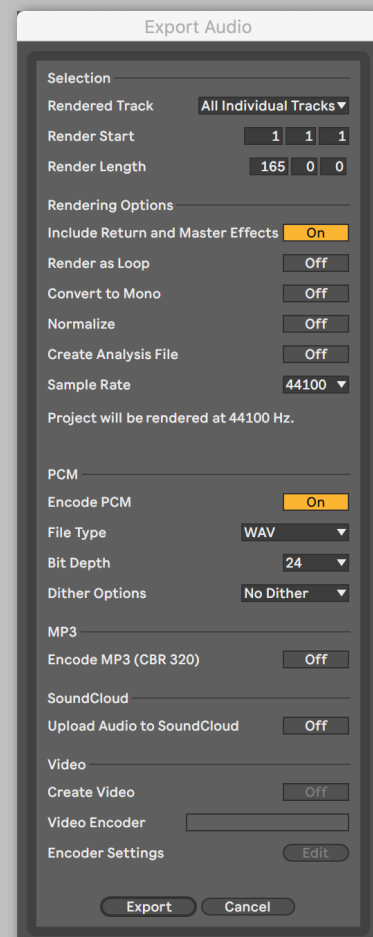 Export Audio
Selection
Rendered Track All Individual Tracks
Render Start 1 1 1
Render Length 165 0 0
Rendering Options
Include Return and Master Effects On
Render as Loop Off
Convert to Mono Off
Normalize Off
Create Analysis File Off
Sample Rate 44100
Project will be rendered at 44100 Hz.
PCM
Encode PCM On
File Type WAV
Bit Depth 24
Dither Options No Dither
MP3
Encode MP3 (CBR 320) Off
SoundCloud
Upload Audio to SoundCloud Off
Video
Create Video Off
Video Encoder
Encoder Settings Edit
Export Cancel